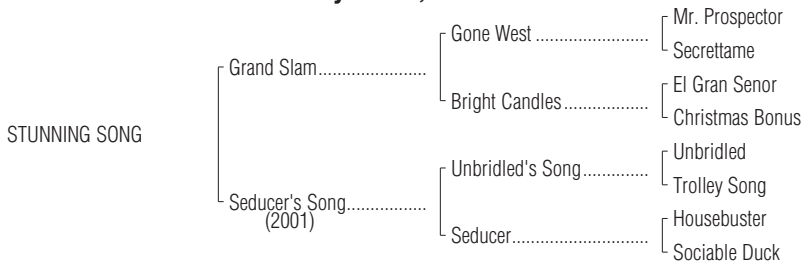 Mr. Prospector
Gone West ........................
Secrettame
Grand Slam.......................
El Gran Senor
Bright Candles..................
Christmas Bonus
STUNNING SONG
Unbridled
Unbridled's Song..............
Trolley Song
Seducer's Song.................
(2001)
Housebuster
Seducer.............................
Sociable Duck